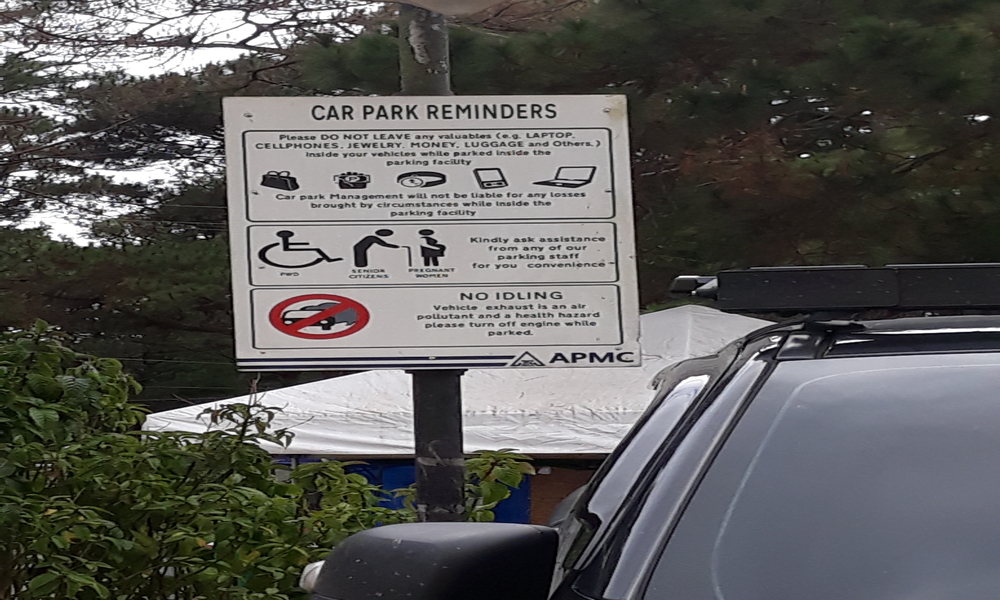 CAR PARK REMINDERS
Please DO NOT LEAVE any valuables (e.g. LAPTOP,
CELLPHONES, JEWELRY, MONEY, LUGGAGE and Others.)
inside your vehicles while parked inside the
parking facility
Car park Management will not be liable for any losses
brought by circumstances while inside the
parking facility
PWD
SENIOR
CITIZENS
PREGNANT
WOMEN
Kindly ask assistance
from any of our
parking staff
for you convenience
NO IDLING
Vehicle exhaust is an air
pollutant and a health hazard
please turn off engine while
parked.
APMC